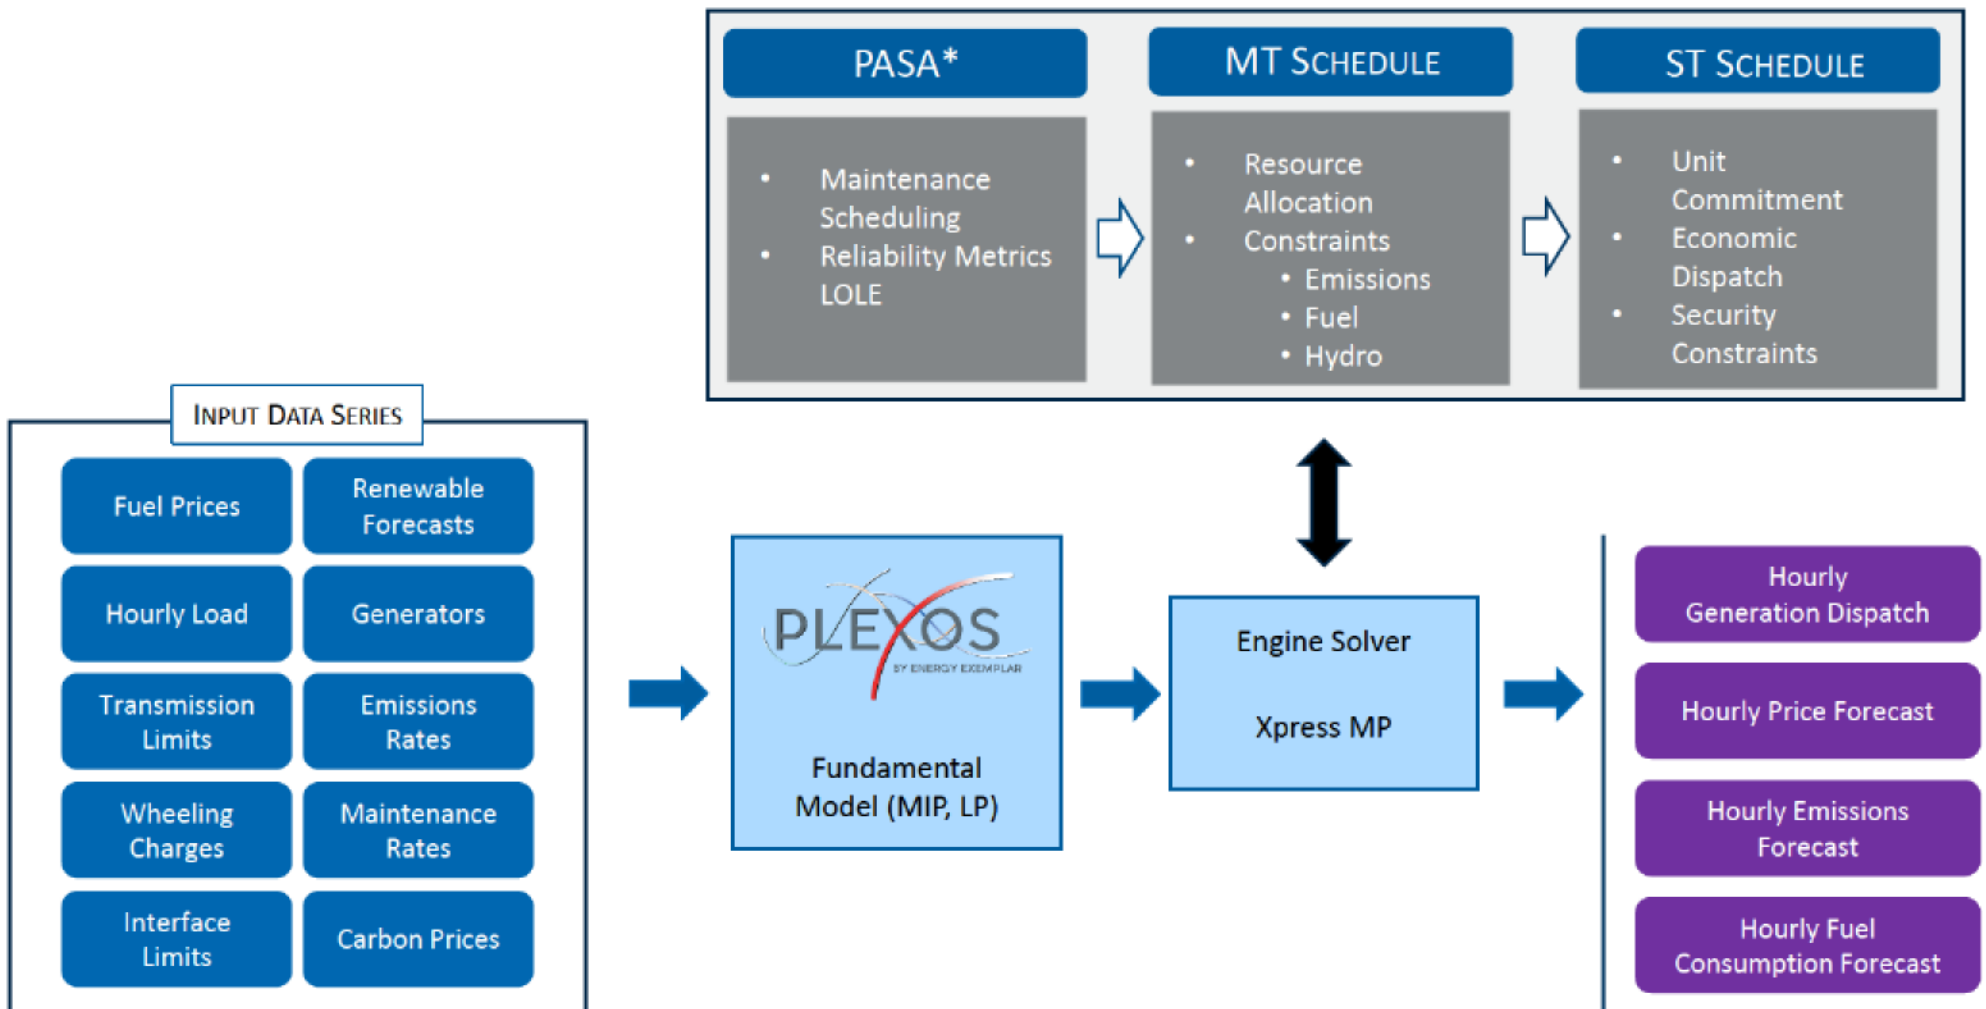 PASA*
• Maintenance
Scheduling
• Reliability Metrics
LOLE
MT SCHEDULE
• Resource
Allocation
• Constraints
• Emissions
• Fuel
• Hydro
ST SCHEDULE
• Unit
Commitment
• Economic
Dispatch
• Security
Constraints
INPUT DATA SERIES
Fuel Prices
Renewable
Forecasts
Hourly Load
Generators
Transmission
Limits
Emissions
Rates
Wheeling
Charges
Maintenance
Rates
Interface
Limits
Carbon Prices
PLEXOS
BY ENERGY EXEMPLAR
Fundamental
Model (MIP, LP)
Engine Solver
Xpress MP
Hourly
Generation Dispatch
Hourly Price Forecast
Hourly Emissions
Forecast
Hourly Fuel
Consumption Forecast